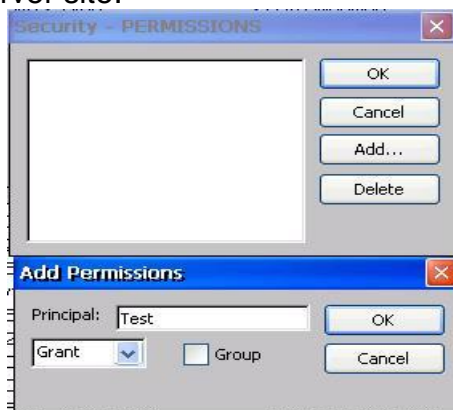 Security - PERMISSIONS
OK
Cancel
Add...
Delete
Add Permissions
Principal: Test
OK
Grant
Group
Cancel